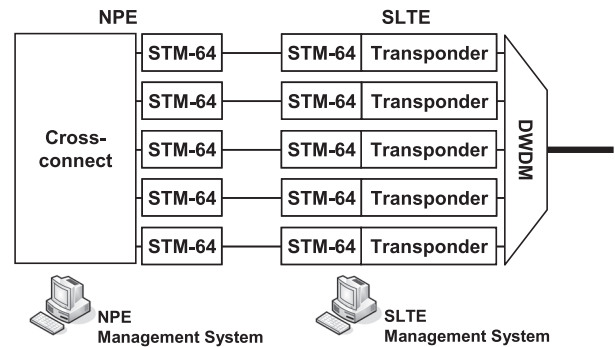 NPE
SLTE
STM-64
STM-64
Transponder
STM-64
STM-64
Transponder
Cross-
connect
STM-64
STM-64
Transponder
DWDM
STM-64
STM-64
Transponder
STM-64
STM-64
Transponder
NPE
Management System
SLTE
Management System